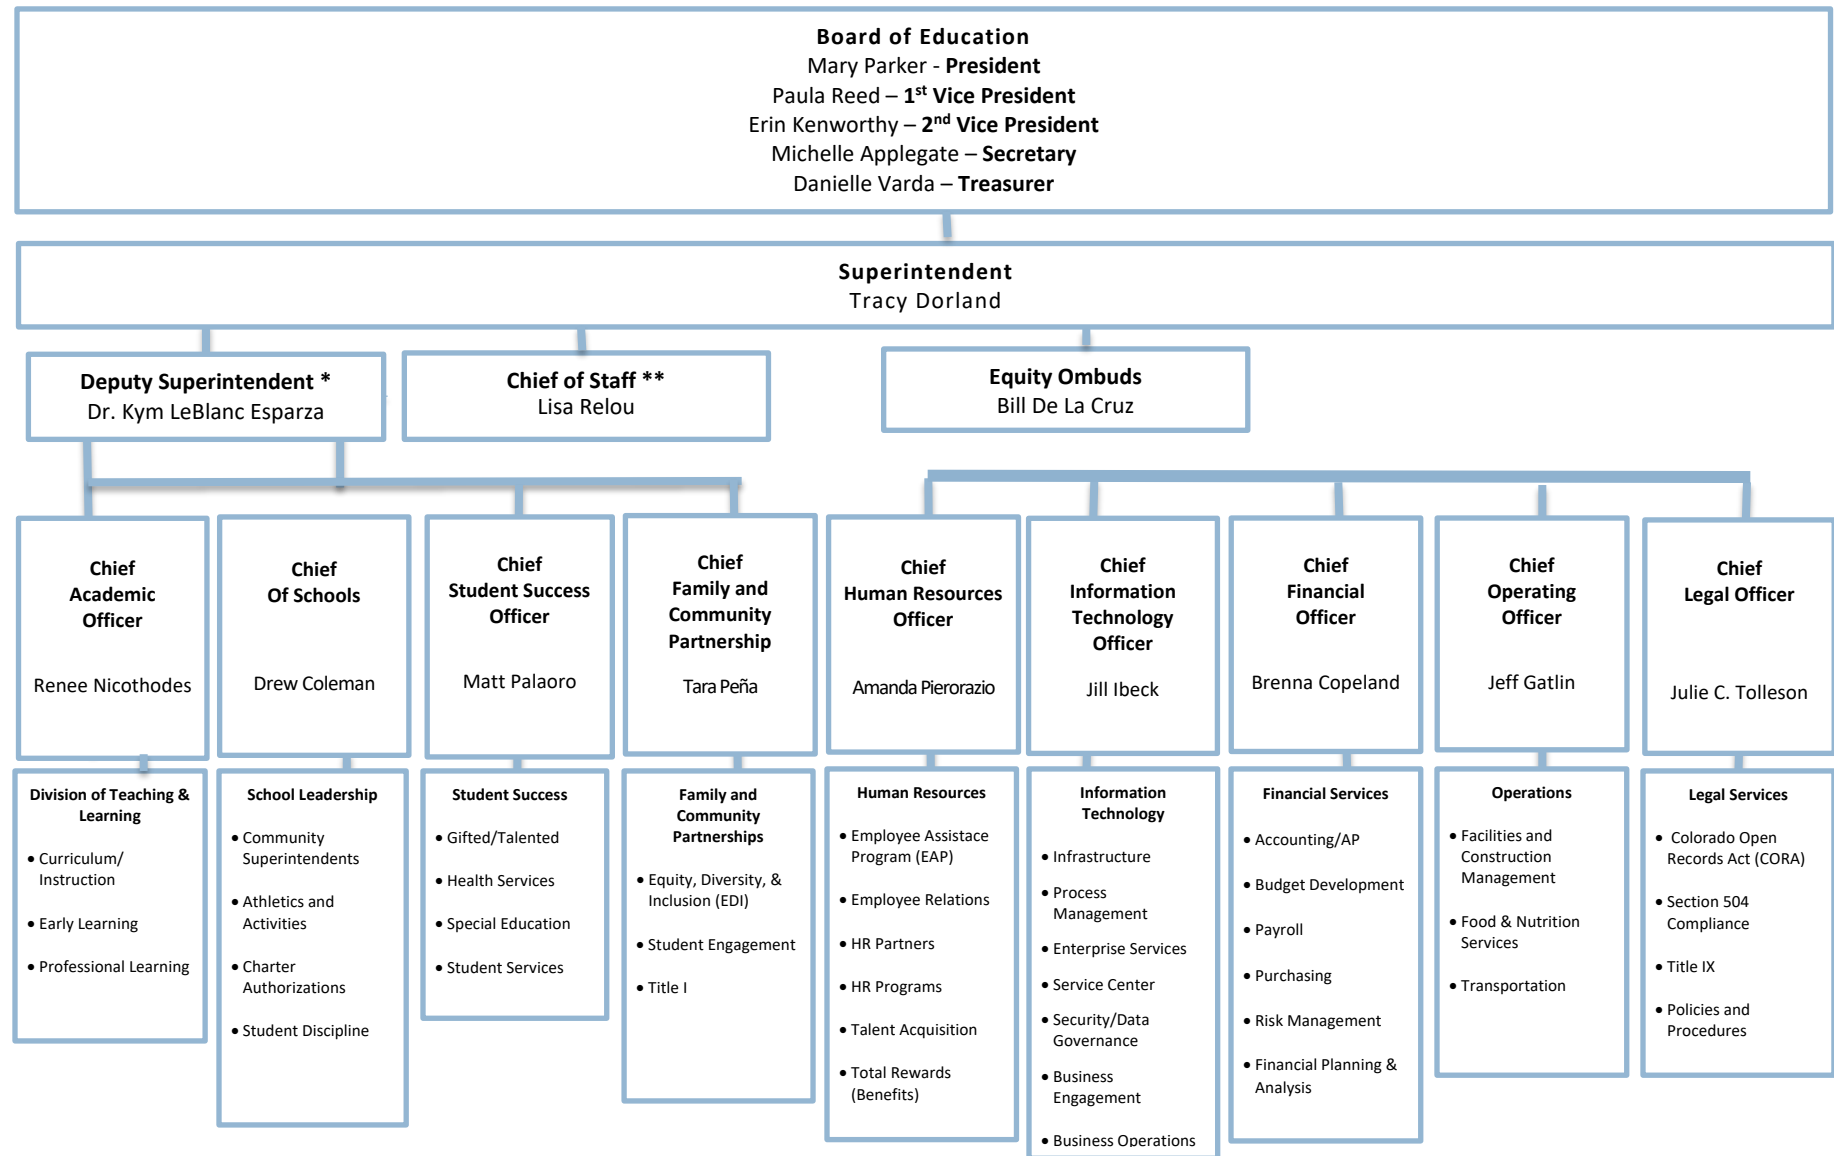 Board of Education
Mary Parker - President
Paula Reed – 1st Vice President
Erin Kenworthy – 2nd Vice President
Michelle Applegate – Secretary
Danielle Varda – Treasurer
Superintendent
Tracy Dorland
Deputy Superintendent *
Dr. Kym LeBlanc Esparza
Chief of Staff **
Lisa Relou
Equity Ombuds
Bill De La Cruz
Chief
Academic
Officer
Renee Nicothodes
Chief
Of Schools
Drew Coleman
Chief
Student Success
Officer
Matt Palaoro
Chief
Family and
Community
Partnership
Tara Peña
Chief
Human Resources
Officer
Amanda Pierorazio
Chief
Information
Technology
Officer
Jill Ibeck
Chief
Financial
Officer
Brenna Copeland
Chief
Operating
Officer
Jeff Gatlin
Chief
Legal Officer
Julie C. Tolleson
Division of Teaching &
Learning
• Curriculum/
Instruction
• Early Learning
• Professional Learning
School Leadership
• Community
Superintendents
• Athletics and
Activities
• Charter
Authorizations
• Student Discipline
Student Success
• Gifted/Talented
• Health Services
• Special Education
• Student Services
Family and
Community
Partnerships
• Equity, Diversity, &
Inclusion (EDI)
• Student Engagement
• Title I
Human Resources
• Employee Assistace
Program (EAP)
• Employee Relations
• HR Partners
• HR Programs
• Talent Acquisition
• Total Rewards
(Benefits)
Information
Technology
• Infrastructure
• Process
Management
• Enterprise Services
• Service Center
• Security/Data
Governance
• Business
Engagement
• Business Operations
Financial Services
• Accounting/AP
• Budget Development
• Payroll
• Purchasing
• Risk Management
• Financial Planning &
Analysis
Operations
• Facilities and
Construction
Management
• Food & Nutrition
Services
• Transportation
Legal Services
• Colorado Open
Records Act (CORA)
• Section 504
Compliance
• Title IX
• Policies and
Procedures